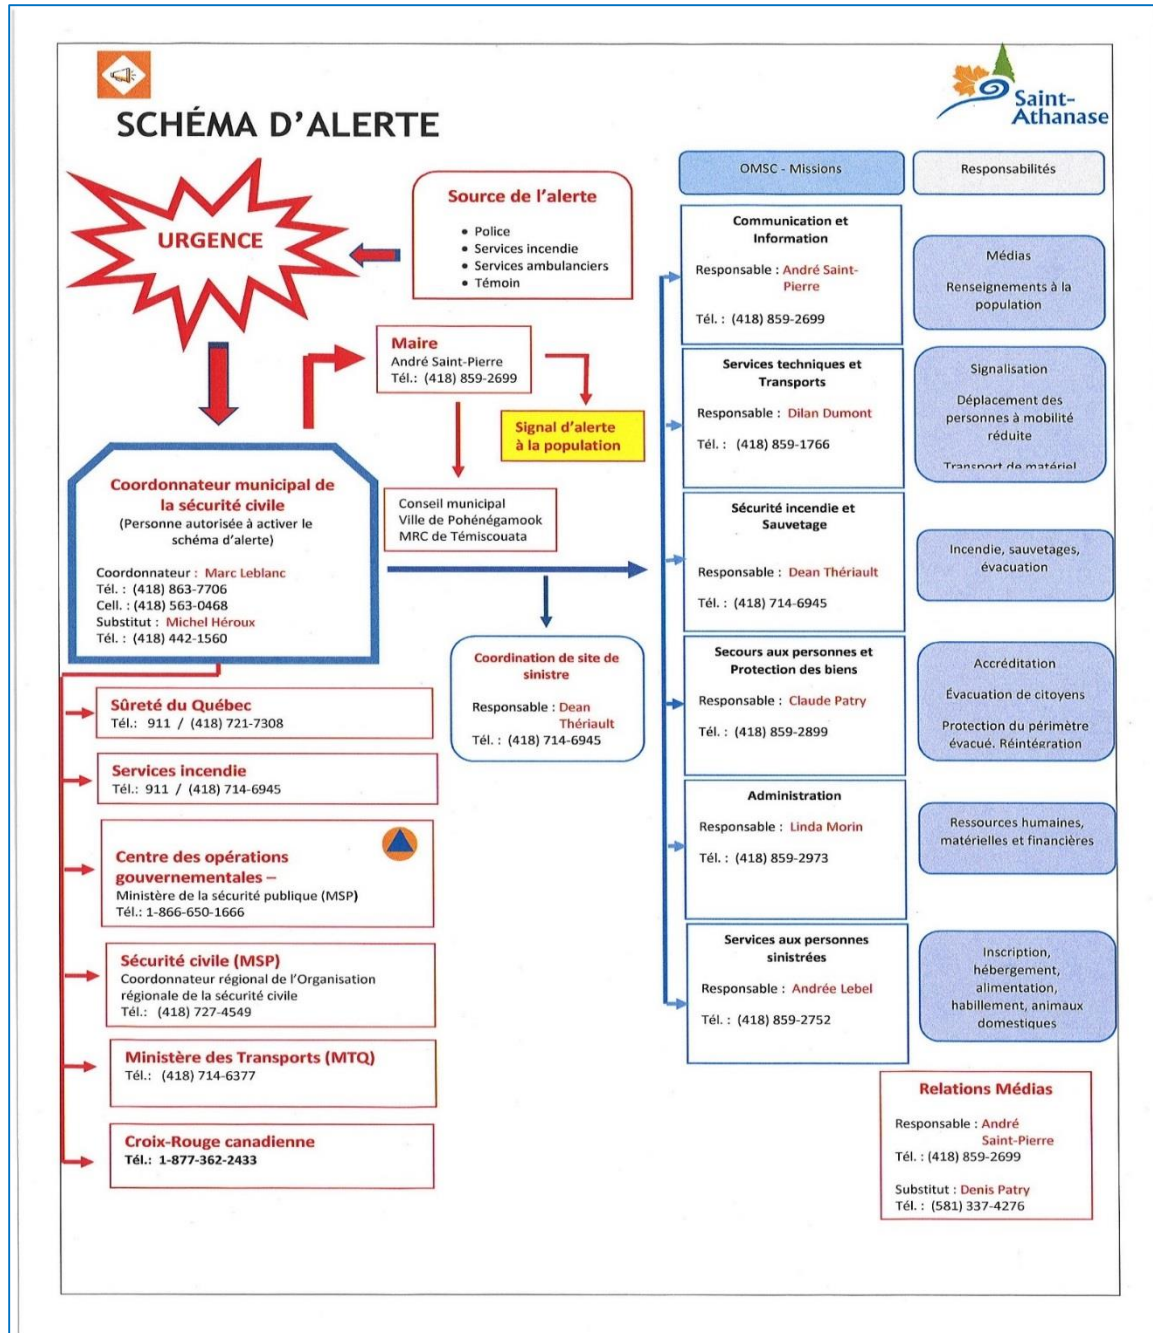 SCHÉMA D'ALERTE
Saint-
Athanase
URGENCE
Source de l'alerte
• Police
• Services incendie
• Services ambulanciers
• Témoin
Maire
André Saint-Pierre
Tél.: (418) 859-2699
Signal d'alerte
à la population
Conseil municipal
Ville de Pohénégamook
MRC de Témiscouata
Coordonnateur municipal de
la sécurité civile
(Personne autorisée à activer le
schéma d'alerte)
Coordonnateur : Marc Leblanc
Tél. : (418) 863-7706
Cell. : (418) 563-0468
Substitut : Michel Héroux
Tél. : (418) 442-1560
Coordination de site de
sinistre
Responsable : Dean
Thériault
Tél. : (418) 714-6945
Sûreté du Québec
Tél.: 911 / (418) 721-7308
Services incendie
Tél.: 911 / (418) 714-6945
Centre des opérations
gouvernementales –
Ministère de la sécurité publique (MSP)
Tél.: 1-866-650-1666
Sécurité civile (MSP)
Coordonnateur régional de l'Organisation
régionale de la sécurité civile
Tél.: (418) 727-4549
Ministère des Transports (MTQ)
Tél.: (418) 714-6377
Croix-Rouge canadienne
Tél.: 1-877-362-2433
OMSC - Missions
Responsabilités
Communication et
Information
Responsable : André Saint-
Pierre
Tél. : (418) 859-2699
Médias
Renseignements à la
population
Services techniques et
Transports
Responsable : Dilan Dumont
Tél. : (418) 859-1766
Signalisation
Déplacement des
personnes à mobilité
réduite
Transport de matériel
Sécurité incendie et
Sauvetage
Responsable : Dean Thériault
Tél. : (418) 714-6945
Incendie, sauvetages,
évacuation
Secours aux personnes et
Protection des biens
Responsable : Claude Patry
Tél. : (418) 859-2899
Accréditation
Évacuation de citoyens
Protection du périmètre
évacué. Réintégration
Administration
Responsable : Linda Morin
Tél. : (418) 859-2973
Ressources humaines,
matérielles et financières
Services aux personnes
sinistrées
Responsable : Andrée Lebel
Tél. : (418) 859-2752
Inscription,
hébergement,
alimentation,
habillement, animaux
domestiques
Relations Médias
Responsable : André
Saint-Pierre
Tél. : (418) 859-2699
Substitut : Denis Patry
Tél. : (581) 337-4276